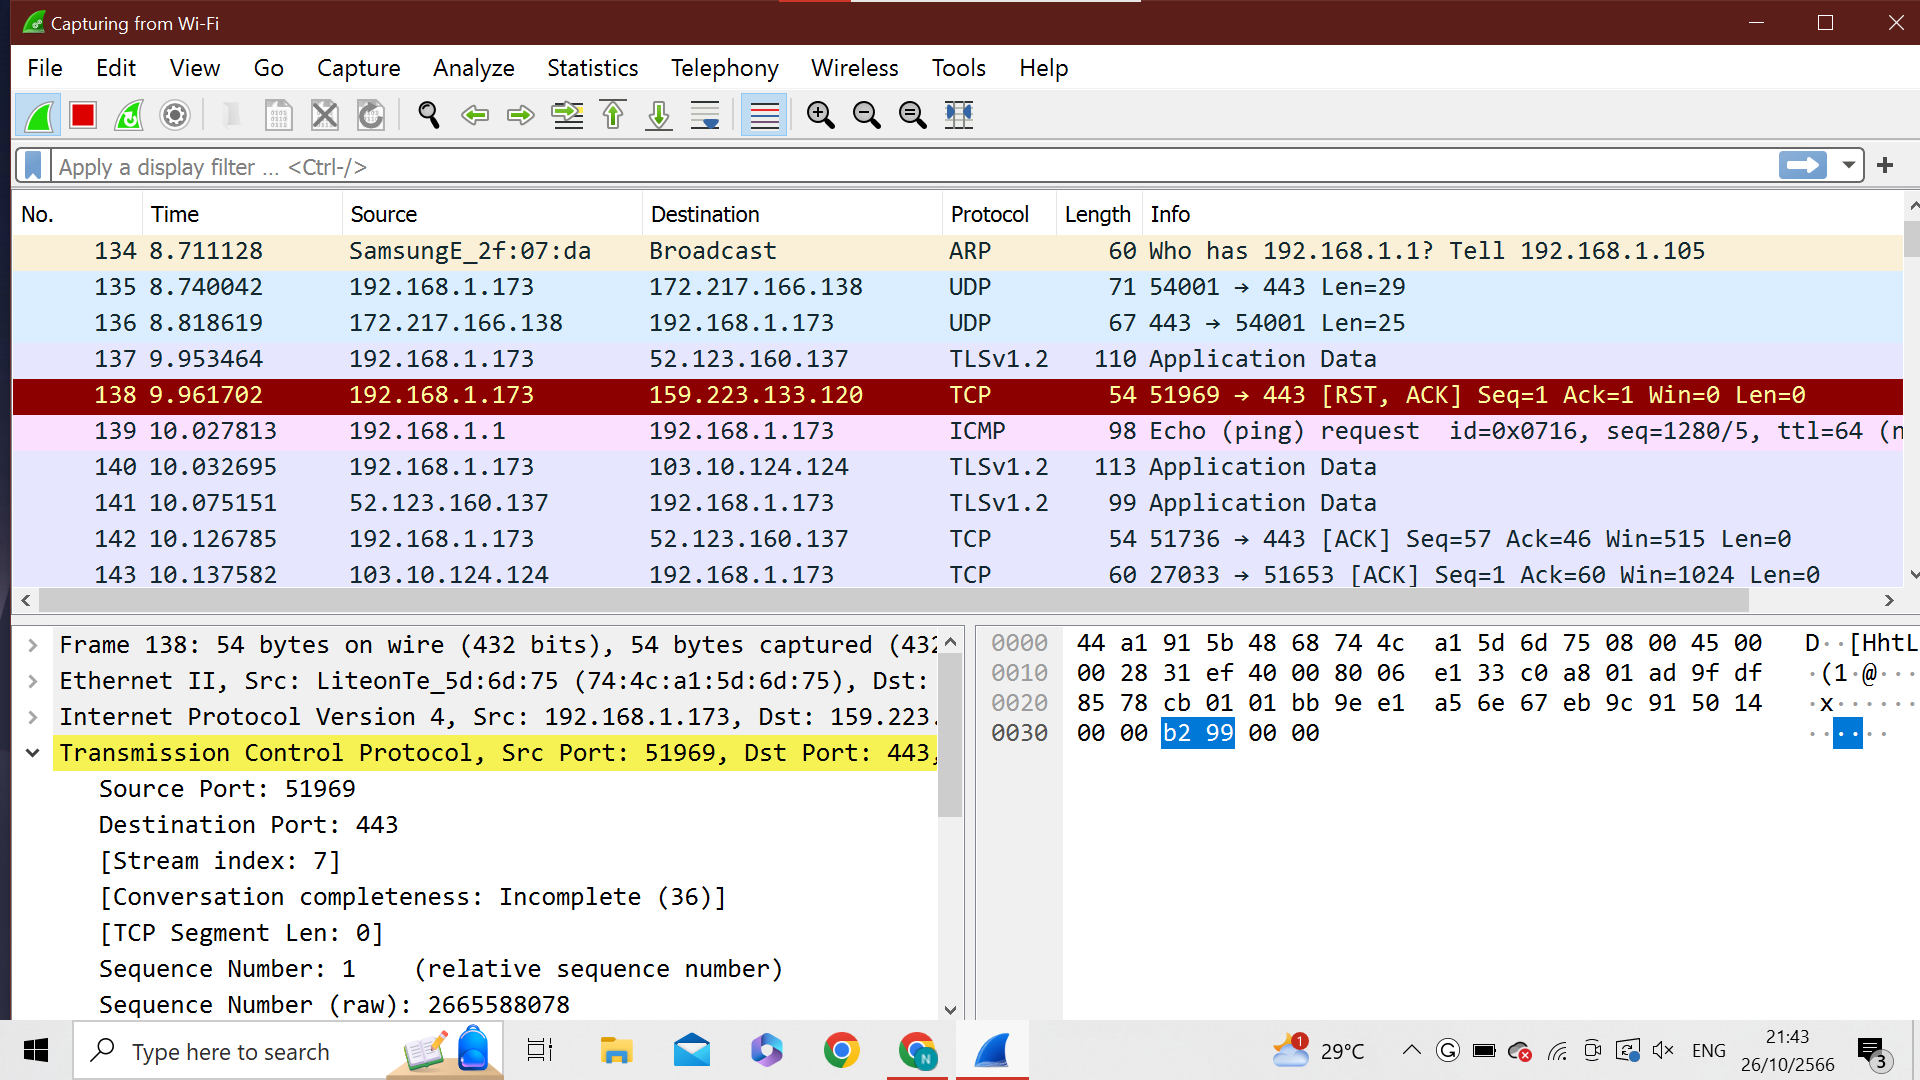 Capturing from Wi-Fi
File Edit View Go Capture Analyze Statistics Telephony Wireless Tools Help
Apply a display filter ... <Ctrl-/>
No. Time Source Destination Protocol Length Info
134 8.711128 SamsungE_2f:07:da Broadcast ARP 60 Who has 192.168.1.1? Tell 192.168.1.105
135 8.740042 192.168.1.173 172.217.166.138 UDP 71 54001 → 443 Len=29
136 8.818619 172.217.166.138 192.168.1.173 UDP 67 443 → 54001 Len=25
137 9.953464 192.168.1.173 52.123.160.137 TLSv1.2 110 Application Data
138 9.961702 192.168.1.173 159.223.133.120 TCP 54 51969 → 443 [RST, ACK] Seq=1 Ack=1 Win=0 Len=0
139 10.027813 192.168.1.1 192.168.1.173 ICMP 98 Echo (ping) request id=0x0716, seq=1280/5, ttl=64 (n
140 10.032695 192.168.1.173 103.10.124.124 TLSv1.2 113 Application Data
141 10.075151 52.123.160.137 192.168.1.173 TLSv1.2 99 Application Data
142 10.126785 192.168.1.173 52.123.160.137 TCP 54 51736 → 443 [ACK] Seq=57 Ack=46 Win=515 Len=0
143 10.137582 103.10.124.124 192.168.1.173 TCP 60 27033 → 51653 [ACK] Seq=1 Ack=60 Win=1024 Len=0
Frame 138: 54 bytes on wire (432 bits), 54 bytes captured (432
Ethernet II, Src: LiteonTe_5d:6d:75 (74:4c:a1:5d:6d:75), Dst:
Internet Protocol Version 4, Src: 192.168.1.173, Dst: 159.223.
Transmission Control Protocol, Src Port: 51969, Dst Port: 443,
Source Port: 51969
Destination Port: 443
[Stream index: 7]
[Conversation completeness: Incomplete (36)]
[TCP Segment Len: 0]
Sequence Number: 1 (relative sequence number)
Sequence Number (raw): 2665588078
0000 44 a1 91 5b 48 68 74 4c a1 5d 6d 75 08 00 45 00 D··[HhtL
0010 00 28 31 ef 40 00 80 06 e1 33 c0 a8 01 ad 9f df ·(1·@···
0020 85 78 cb 01 01 bb 9e e1 a5 6e 67 eb 9c 91 50 14 ·x······
0030 00 00 b2 99 00 00 ······
Type here to search
N
1
29°C
G
ENG
21:43
26/10/2566
3